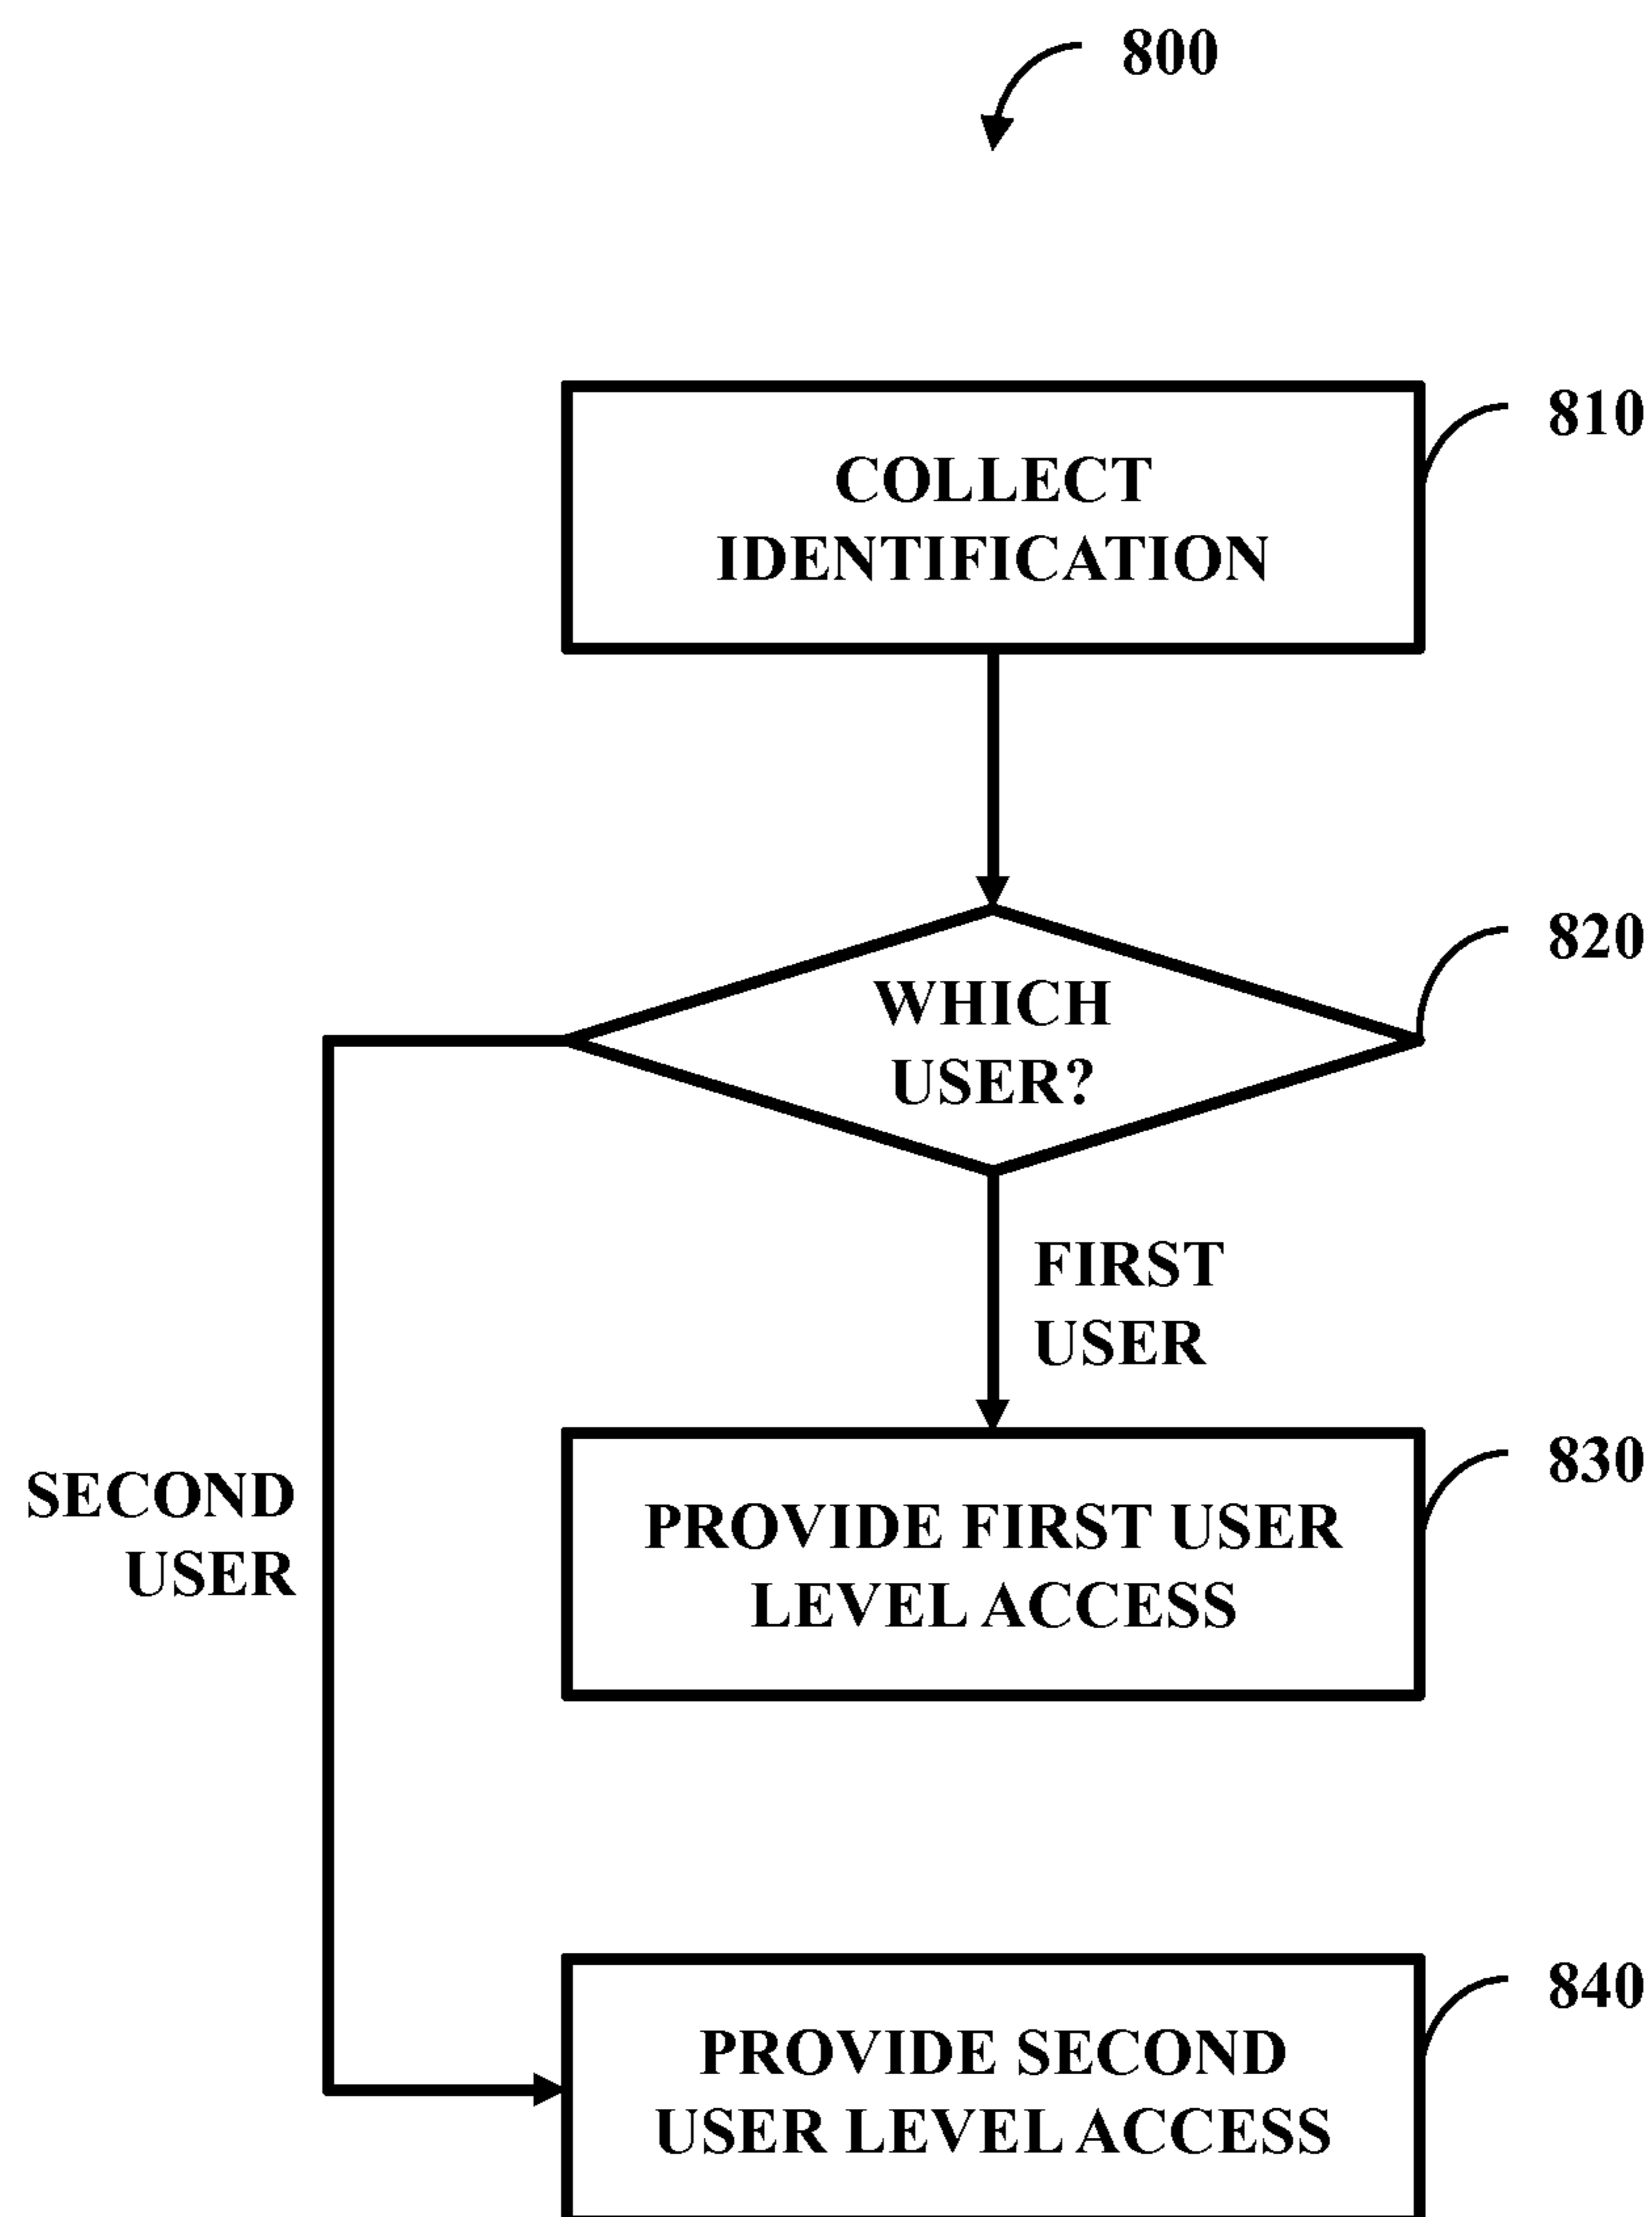 800
COLLECT
IDENTIFICATION
810
WHICH
USER?
820
FIRST
USER
SECOND
USER
PROVIDE FIRST USER
LEVEL ACCESS
830
PROVIDE SECOND
USER LEVEL ACCESS
840